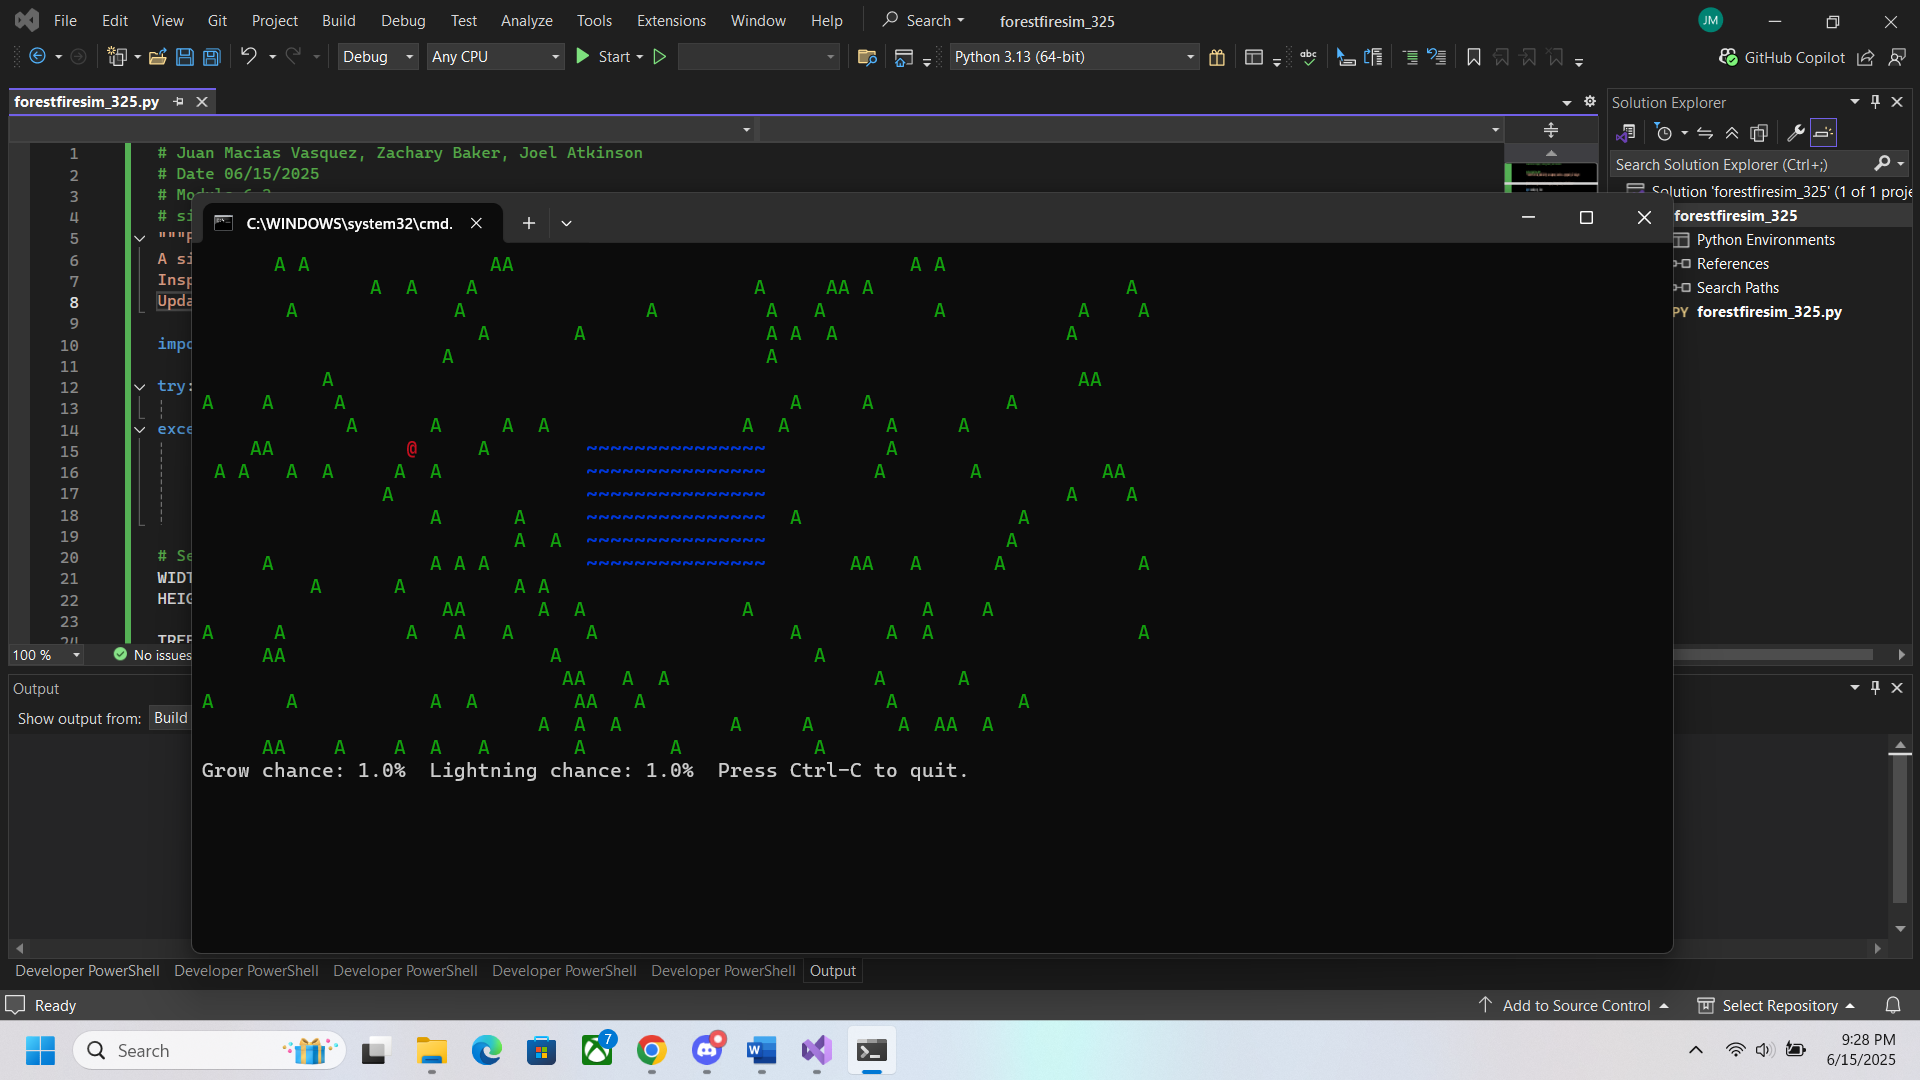 File Edit View Git Project Build Debug Test Analyze Tools Extensions Window Help Search forestfiresim_325 JM
Debug Any CPU Start Python 3.13 (64-bit) abc GitHub Copilot
forestfiresim_325.py
Solution Explorer
Search Solution Explorer (Ctrl+;)
Solution 'forestfiresim_325' (1 of 1 proje
forestfiresim_325
Python Environments
References
Search Paths
PY forestfiresim_325.py
1 # Juan Macias Vasquez, Zachary Baker, Joel Atkinson
2 # Date 06/15/2025
3 # Module 6.2
4 # si
5 """F
6 A si
7 Insp
8 Upda
9
10 impo
11
12 try:
13
14 exce
15
16
17
18
19
20 # Se
21 WIDT
22 HEIG
23
24 TREE
100 % No issues
C:\WINDOWS\system32\cmd.
A A AA A A
A A A A AA A A
A A A A A A A A
A A A A A A
A A
A AA
A A A A A A
A A A A A A A A
AA @ A ~~~~~~~~~~~~~~~ A
A A A A A A ~~~~~~~~~~~~~~~ A A AA
A ~~~~~~~~~~~~~~~ A A
A A ~~~~~~~~~~~~~~~ A A
A A ~~~~~~~~~~~~~~~ A
A A A A ~~~~~~~~~~~~~~~ AA A A A
A A A A
AA A A A A A
A A A A A A A A A A
AA A A
AA A A A A
A A A A AA A A A
A A A A A A AA A
AA A A A A A A A
Grow chance: 1.0% Lightning chance: 1.0% Press Ctrl-C to quit.
Output
Show output from: Build
Developer PowerShell Developer PowerShell Developer PowerShell Developer PowerShell Developer PowerShell Output
Ready Add to Source Control Select Repository
Search 7 9:28 PM
6/15/2025